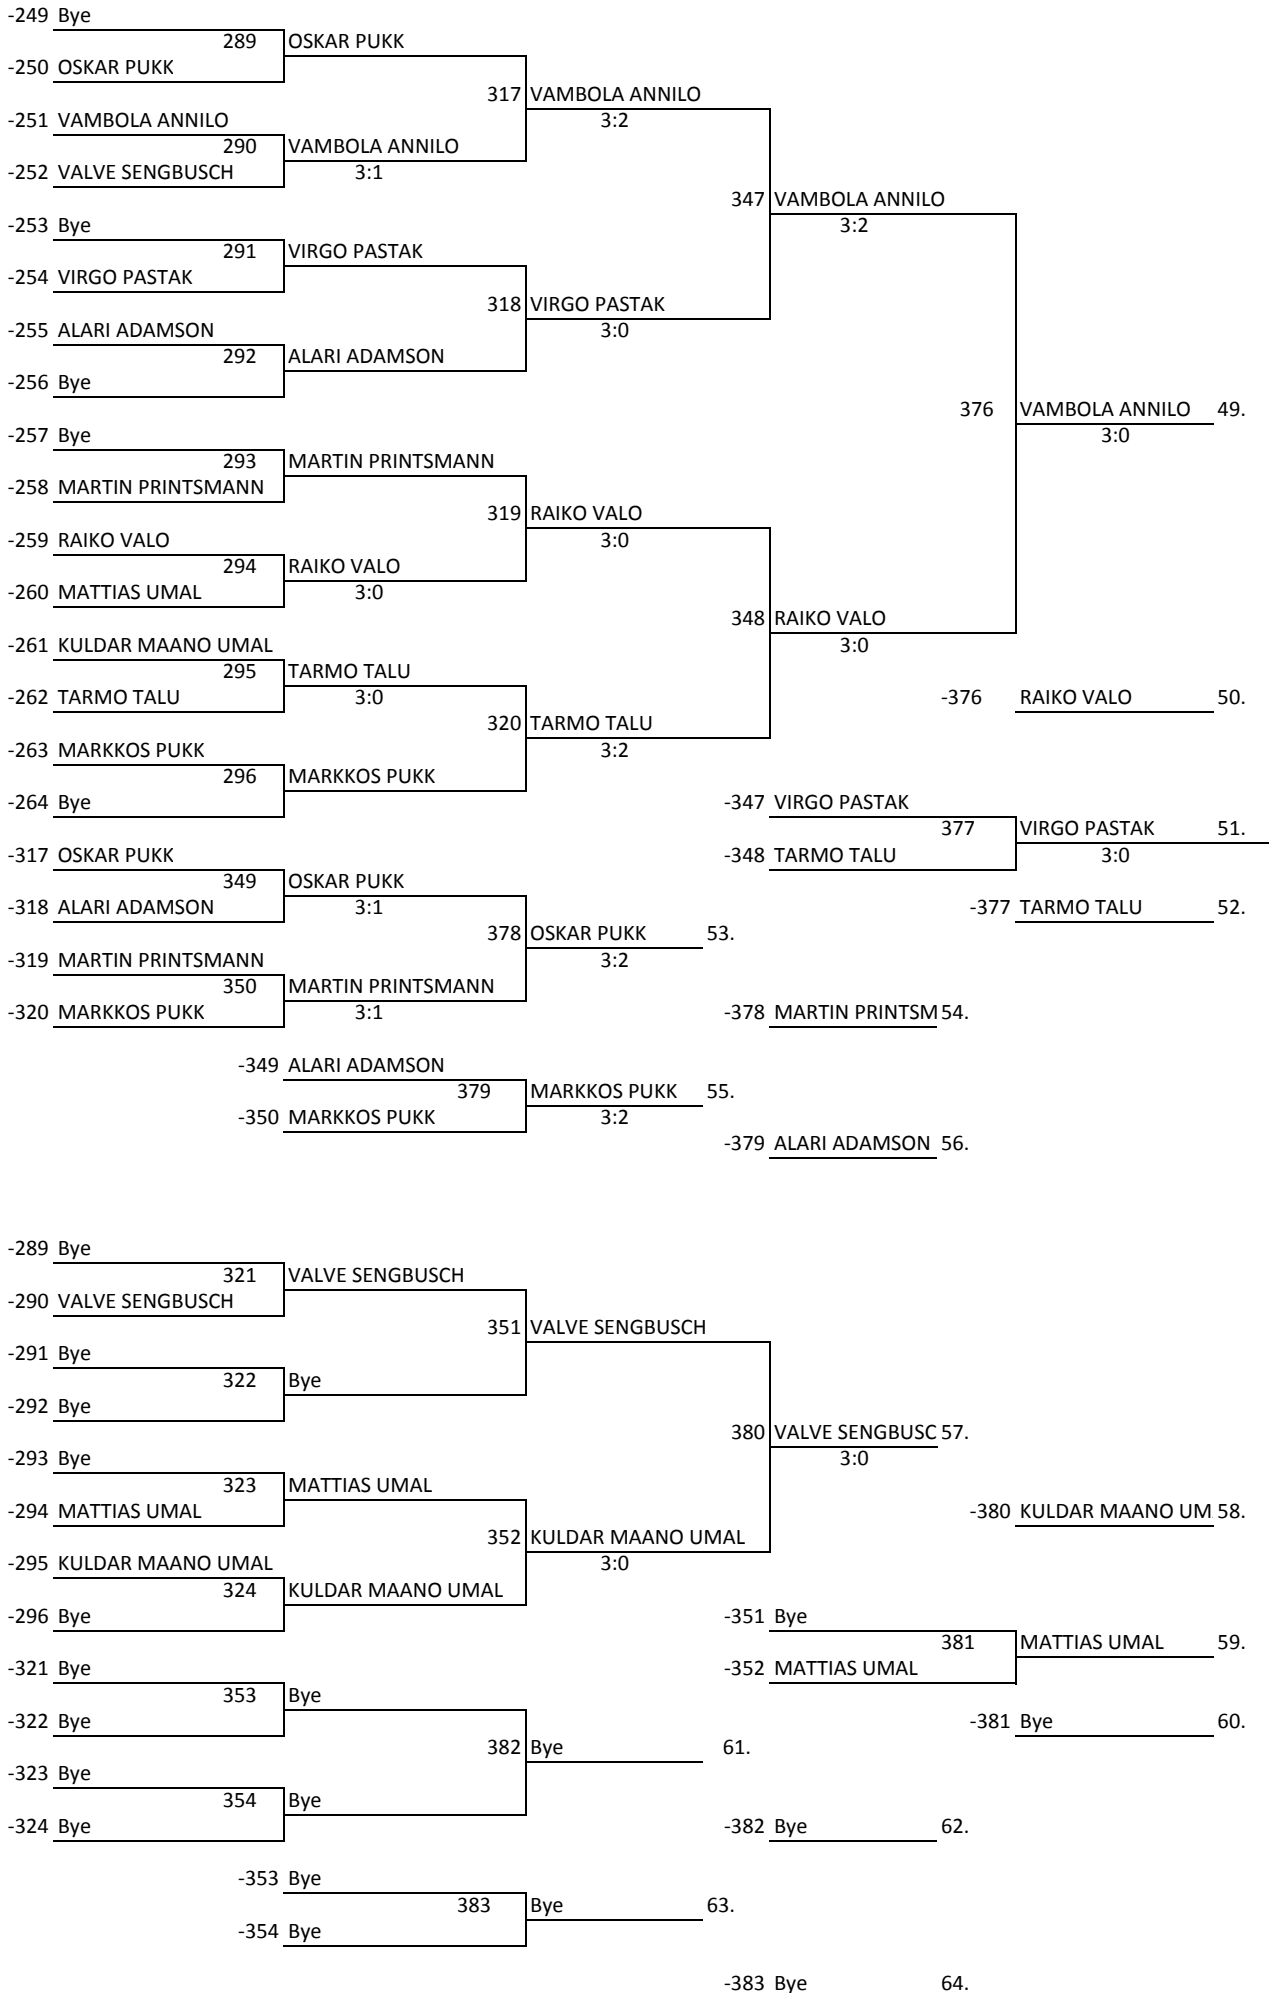 -249 Bye
289 OSKAR PUKK
-250 OSKAR PUKK
317 VAMBOLA ANNILO
-251 VAMBOLA ANNILO 3:2
290 VAMBOLA ANNILO
-252 VALVE SENGBUSCH 3:1
347 VAMBOLA ANNILO
-253 Bye 3:2
291 VIRGO PASTAK
-254 VIRGO PASTAK
318 VIRGO PASTAK
-255 ALARI ADAMSON 3:0
292 ALARI ADAMSON
-256 Bye
376 VAMBOLA ANNILO 49.
-257 Bye 3:0
293 MARTIN PRINTSMANN
-258 MARTIN PRINTSMANN
319 RAIKO VALO
-259 RAIKO VALO 3:0
294 RAIKO VALO
-260 MATTIAS UMAL 3:0
348 RAIKO VALO
-261 KULDAR MAANO UMAL 3:0
295 TARMO TALU
-262 TARMO TALU 3:0 -376 RAIKO VALO 50.
320 TARMO TALU
-263 MARKKOS PUKK 3:2
296 MARKKOS PUKK
-264 Bye -347 VIRGO PASTAK
377 VIRGO PASTAK 51.
-317 OSKAR PUKK -348 TARMO TALU 3:0
349 OSKAR PUKK
-318 ALARI ADAMSON 3:1 -377 TARMO TALU 52.
378 OSKAR PUKK 53.
-319 MARTIN PRINTSMANN 3:2
350 MARTIN PRINTSMANN
-320 MARKKOS PUKK 3:1 -378 MARTIN PRINTSM 54.
-349 ALARI ADAMSON
379 MARKKOS PUKK 55.
-350 MARKKOS PUKK 3:2
-379 ALARI ADAMSON 56.
-289 Bye
321 VALVE SENGBUSCH
-290 VALVE SENGBUSCH
351 VALVE SENGBUSCH
-291 Bye
322 Bye
-292 Bye
380 VALVE SENGBUSC 57.
-293 Bye 3:0
323 MATTIAS UMAL
-294 MATTIAS UMAL -380 KULDAR MAANO UM 58.
352 KULDAR MAANO UMAL
-295 KULDAR MAANO UMAL 3:0
324 KULDAR MAANO UMAL
-296 Bye -351 Bye
381 MATTIAS UMAL 59.
-321 Bye -352 MATTIAS UMAL
353 Bye
-322 Bye -381 Bye 60.
382 Bye 61.
-323 Bye
354 Bye
-324 Bye -382 Bye 62.
-353 Bye
383 Bye 63.
-354 Bye
-383 Bye 64.